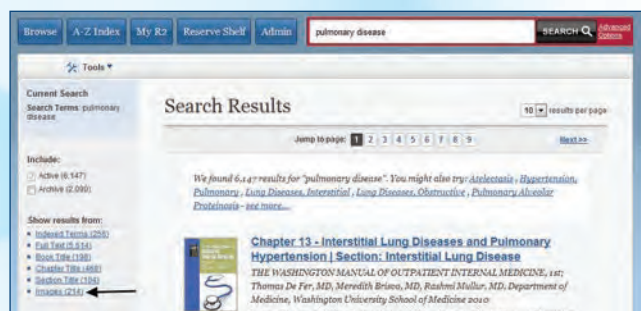 Browse
A-Z Index
My R2
Reserve Shelf
Admin
pulmonary disease
SEARCH
Advanced
Options
Tools
Current Search
Search Terms: pulmonary
disease
Search Results
10 results per page
Jump to page: 1 2 3 4 5 6 7 8 9
Next >>
Include:
Active (6,147)
Archive (2,099)
We found 6,147 results for "pulmonary disease". You might also try: Atelectasis, Hypertension,
Pulmonary, Lung Diseases, Interstitial, Lung Diseases, Obstructive, Pulmonary Alveolar
Proteinosis - see more...
Show results from:
Indexed Terms (256)
Full Text (5,514)
Book Title (198)
Chapter Title (468)
Section Title (104)
Images (214)
Chapter 13 - Interstitial Lung Diseases and Pulmonary
Hypertension | Section: Interstitial Lung Disease
THE WASHINGTON MANUAL OF OUTPATIENT INTERNAL MEDICINE, 1st;
Thomas De Fer, MD, Meredith Brisco, MD, Rashmi Mullur, MD, Department of
Medicine, Washington University School of Medicine 2010